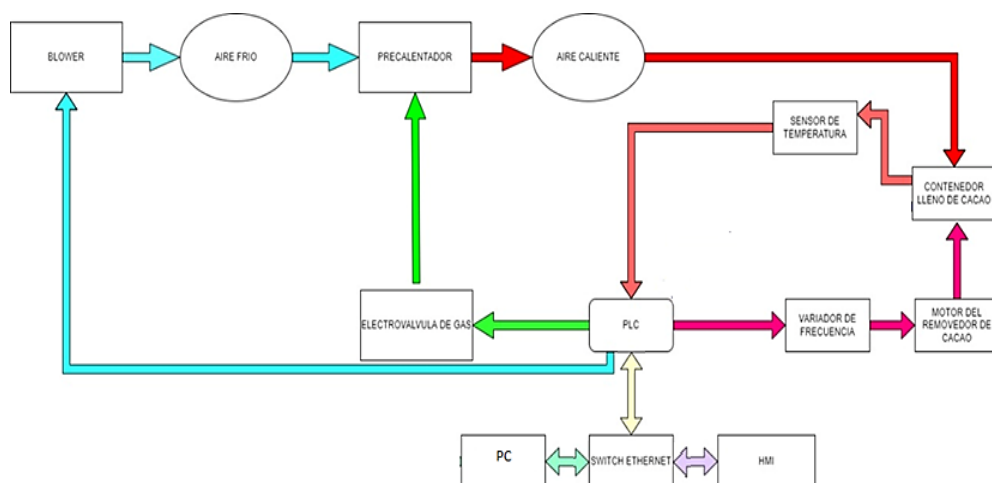 BLOWER
AIRE FRIO
PRECALENTADOR
AIRE CALIENTE
SENSOR DE
TEMPERATURA
CONTENEDOR
LLENO DE CACAO
ELECTROVALVULA DE GAS
PLC
VARIADOR DE
FRECUENCIA
MOTOR DEL
REMOVEDOR DE
CACAO
PC
SWITCH ETHERNET
HMI